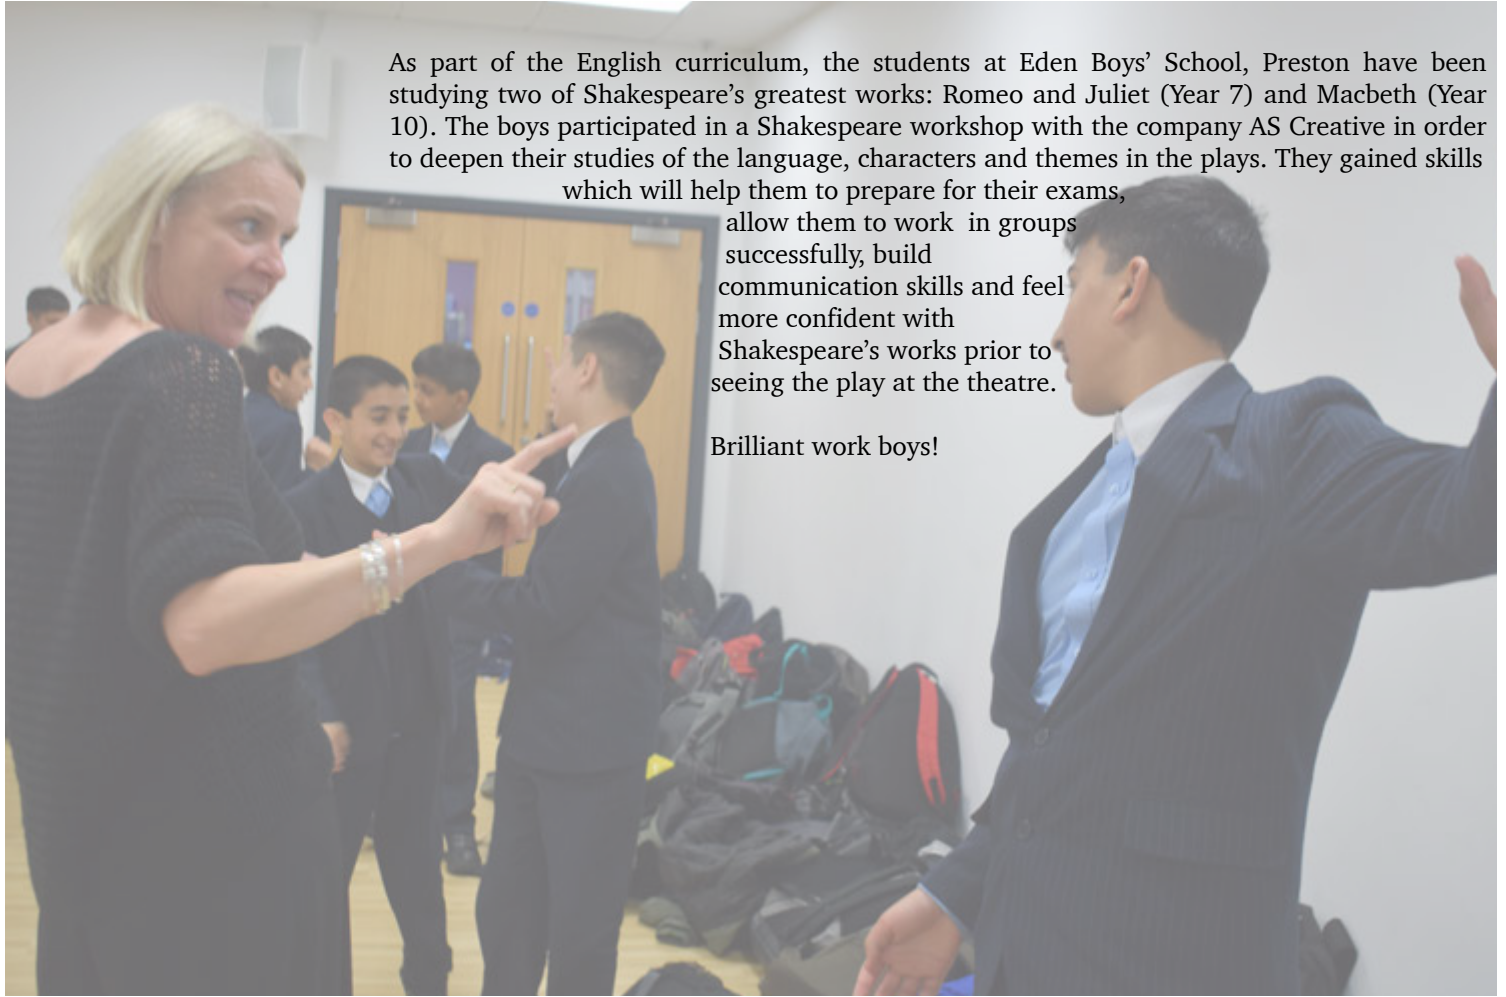 As part of the English curriculum, the students at Eden Boys’ School, Preston have been
studying two of Shakespeare’s greatest works: Romeo and Juliet (Year 7) and Macbeth (Year
10). The boys participated in a Shakespeare workshop with the company AS Creative in order
to deepen their studies of the language, characters and themes in the plays. They gained skills
which will help them to prepare for their exams,
allow them to work in groups
successfully, build
communication skills and feel
more confident with
Shakespeare’s works prior to
seeing the play at the theatre.
Brilliant work boys!